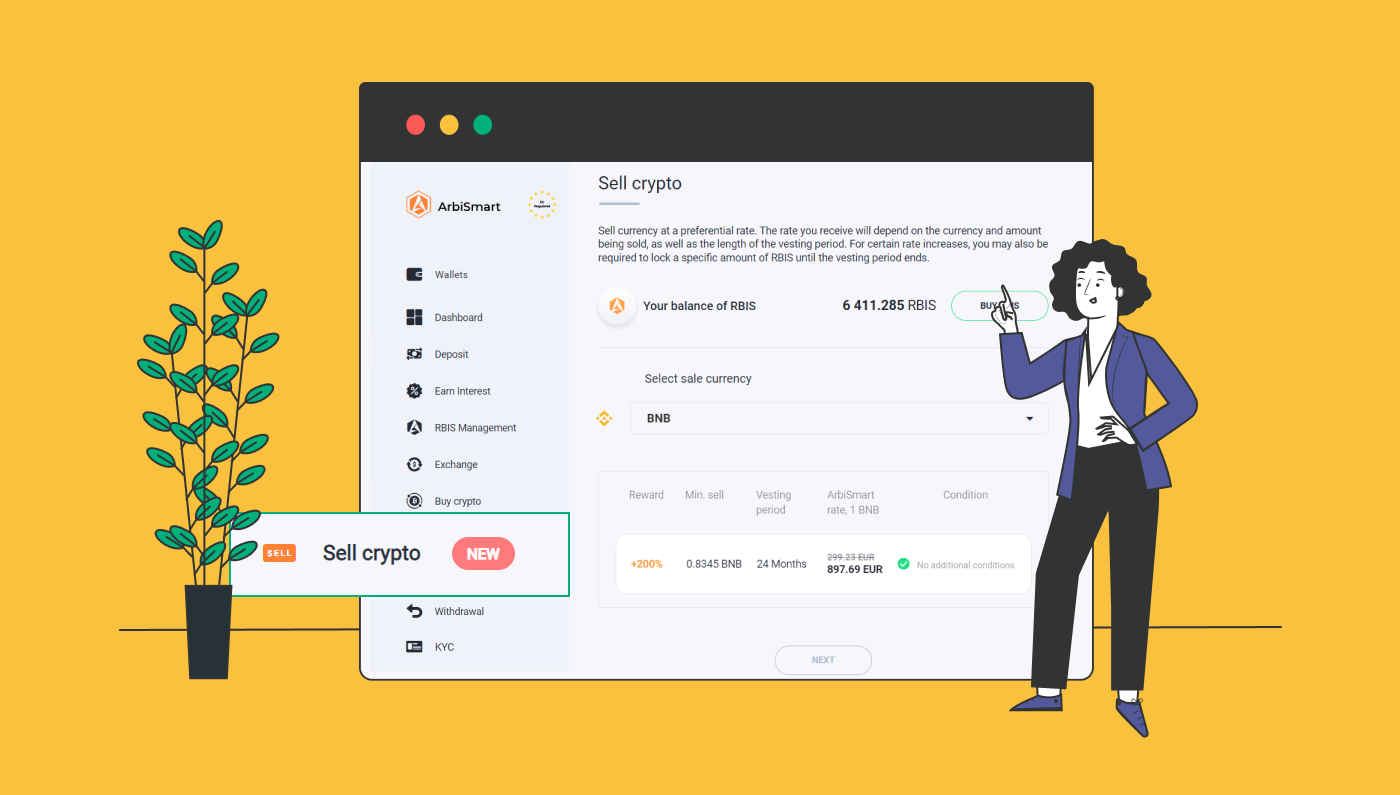 ArbiSmart
EU
Regulated
Wallets
Dashboard
Deposit
Earn Interest
RBIS Management
Exchange
Buy crypto
SELL
Sell crypto
NEW
Withdrawal
KYC
Sell crypto
Sell currency at a preferential rate. The rate you receive will depend on the currency and amount
being sold, as well as the length of the vesting period. For certain rate increases, you may also be
required to lock a specific amount of RBIS until the vesting period ends.
Your balance of RBIS
6 411.285 RBIS
Select sale currency
BNB
Reward
Min. sell
Vesting
period
ArbiSmart
rate, 1 BNB
Condition
+200%
0.8345 BNB
24 Months
299.23 EUR
897.69 EUR
No additional conditions
NEXT